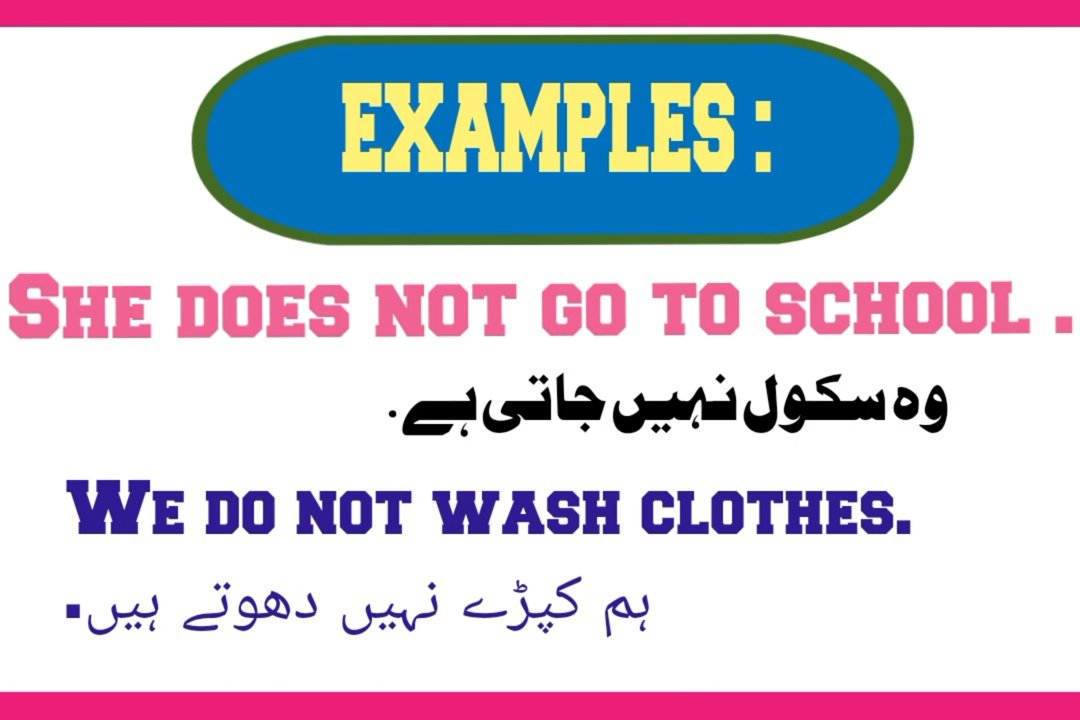 EXAMPLES :
SHE DOES NOT GO TO SCHOOL .
وہ سکول نہیں جاتی ہے.
WE DO NOT WASH CLOTHES.
ہم کپڑے نہیں دھوتے ہیں.